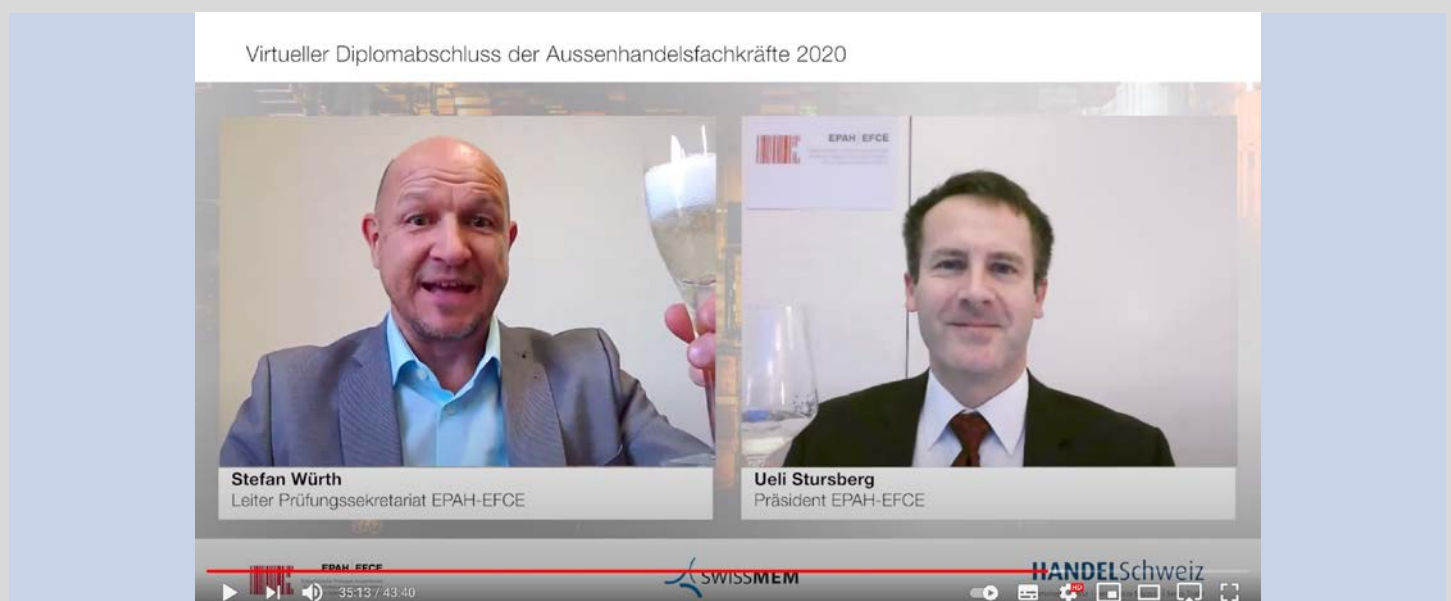 Virtueller Diplomabschluss der Aussenhandelsfachkräfte 2020
EPAH EFCE
Stefan Würth
Leiter Prüfungssekretariat EPAH-EFCE
Ueli Stursberg
Präsident EPAH-EFCE
EPAH EFCE
SWISSMEM
HANDELSchweiz
35:13 / 43:40
HD